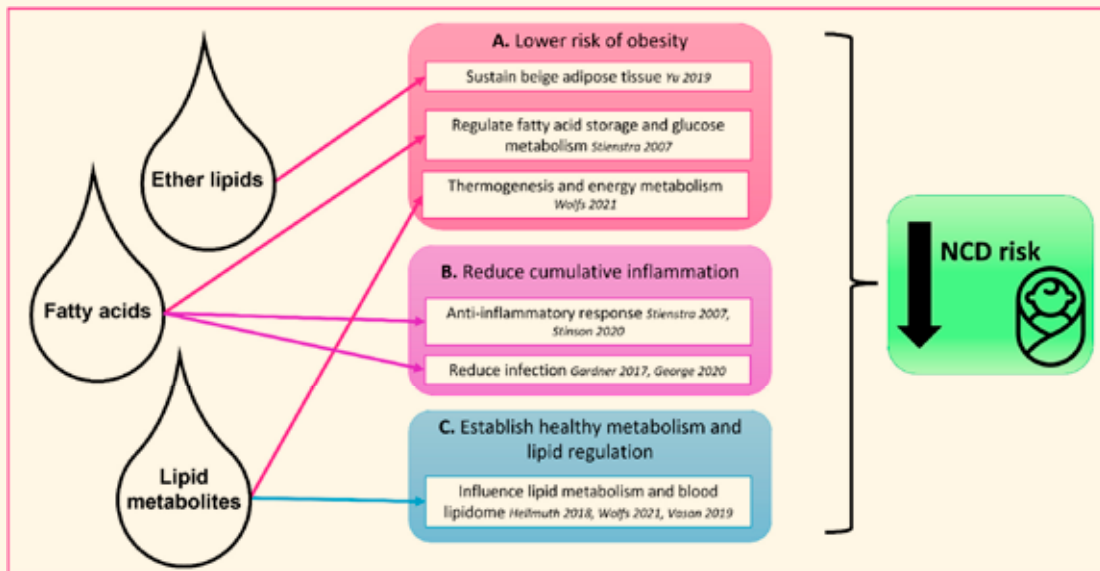 Ether lipids
Fatty acids
Lipid
metabolites
A. Lower risk of obesity
Sustain beige adipose tissue Yu 2019
Regulate fatty acid storage and glucose
metabolism Stienstra 2007
Thermogenesis and energy metabolism
Wolfs 2021
B. Reduce cumulative inflammation
Anti-inflammatory response Stienstra 2007,
Stinson 2020
Reduce infection Gardner 2017, George 2020
C. Establish healthy metabolism and
lipid regulation
Influence lipid metabolism and blood
lipidome Hellmuth 2018, Wolfs 2021, Vasan 2019
NCD risk